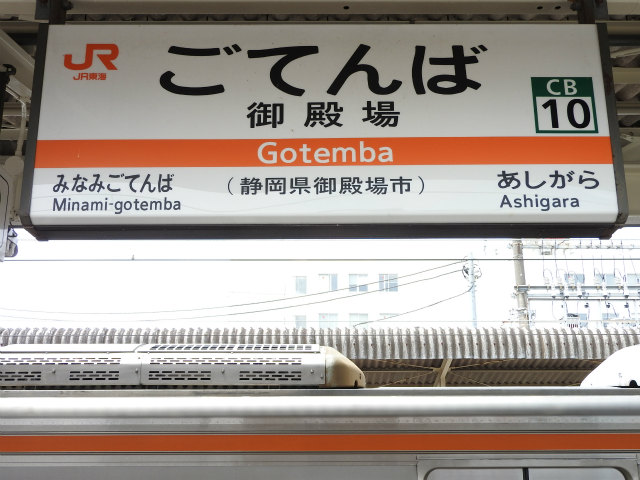 JR
JR東海
ごてんば
御殿場
CB
10
Gotemba
みなみごてんば
Minami-gotemba
（静岡県御殿場市）
あしがら
Ashigara